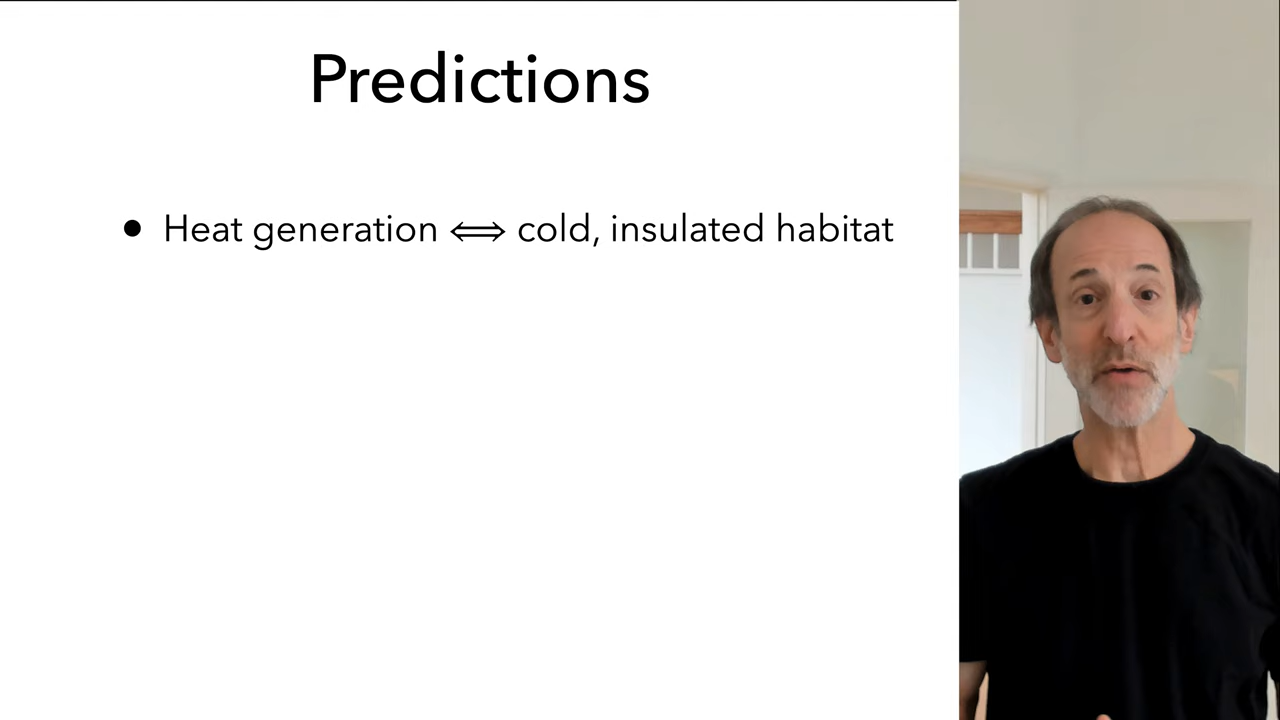 Predictions
• Heat generation ⟺ cold, insulated habitat